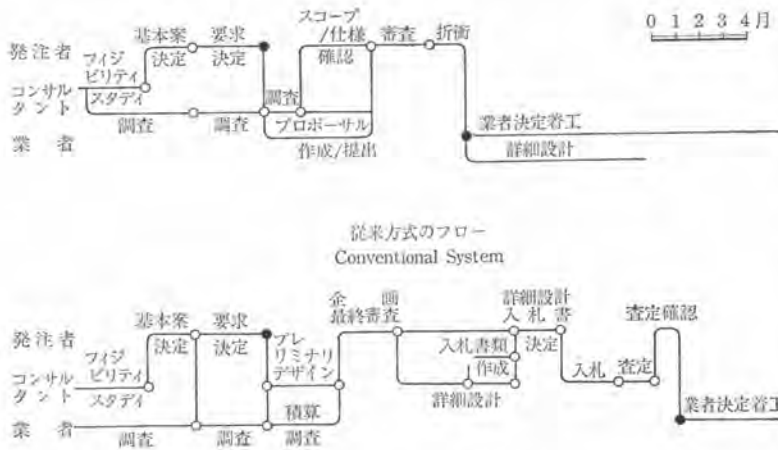 スコープ
/仕様
確認
基本案
決定
要求
決定
審査
折衝
0 1 2 3 4月
発注者
フィジ
ビリティ
スタディ
コンサル
タント
調査
調査
調査
プロポーサル
作成/提出
業者
業者決定着工
詳細設計
従来方式のフロー
Conventional System
企画
最終審査
詳細設計
入札書
決定
査定確認
発注者
基本案
決定
要求
決定
プレ
リミナリ
デザイン
入札書類
作成
フィジ
ビリティ
スタディ
コンサル
タント
詳細設計
入札
査定
積算
業者
調査
調査
調査
業者決定着工